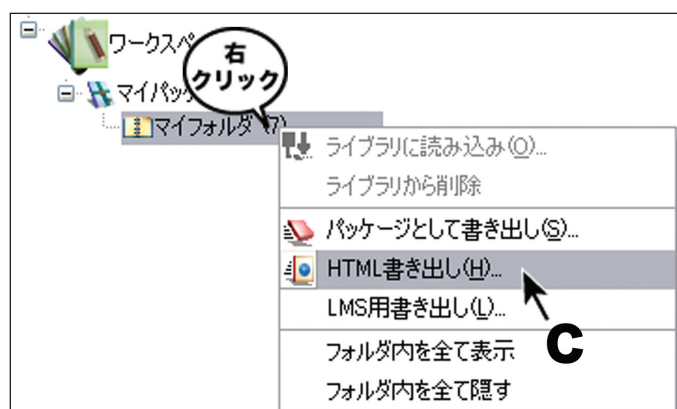 ワークスペ
右
クリック
マイパッケ
マイフォルダ (7)
ライブラリに読み込み(O)...
ライブラリから削除
パッケージとして書き出し(S)...
HTML書き出し(H)...
LMS用書き出し(L)...
C
フォルダ内を全て表示
フォルダ内を全て隠す